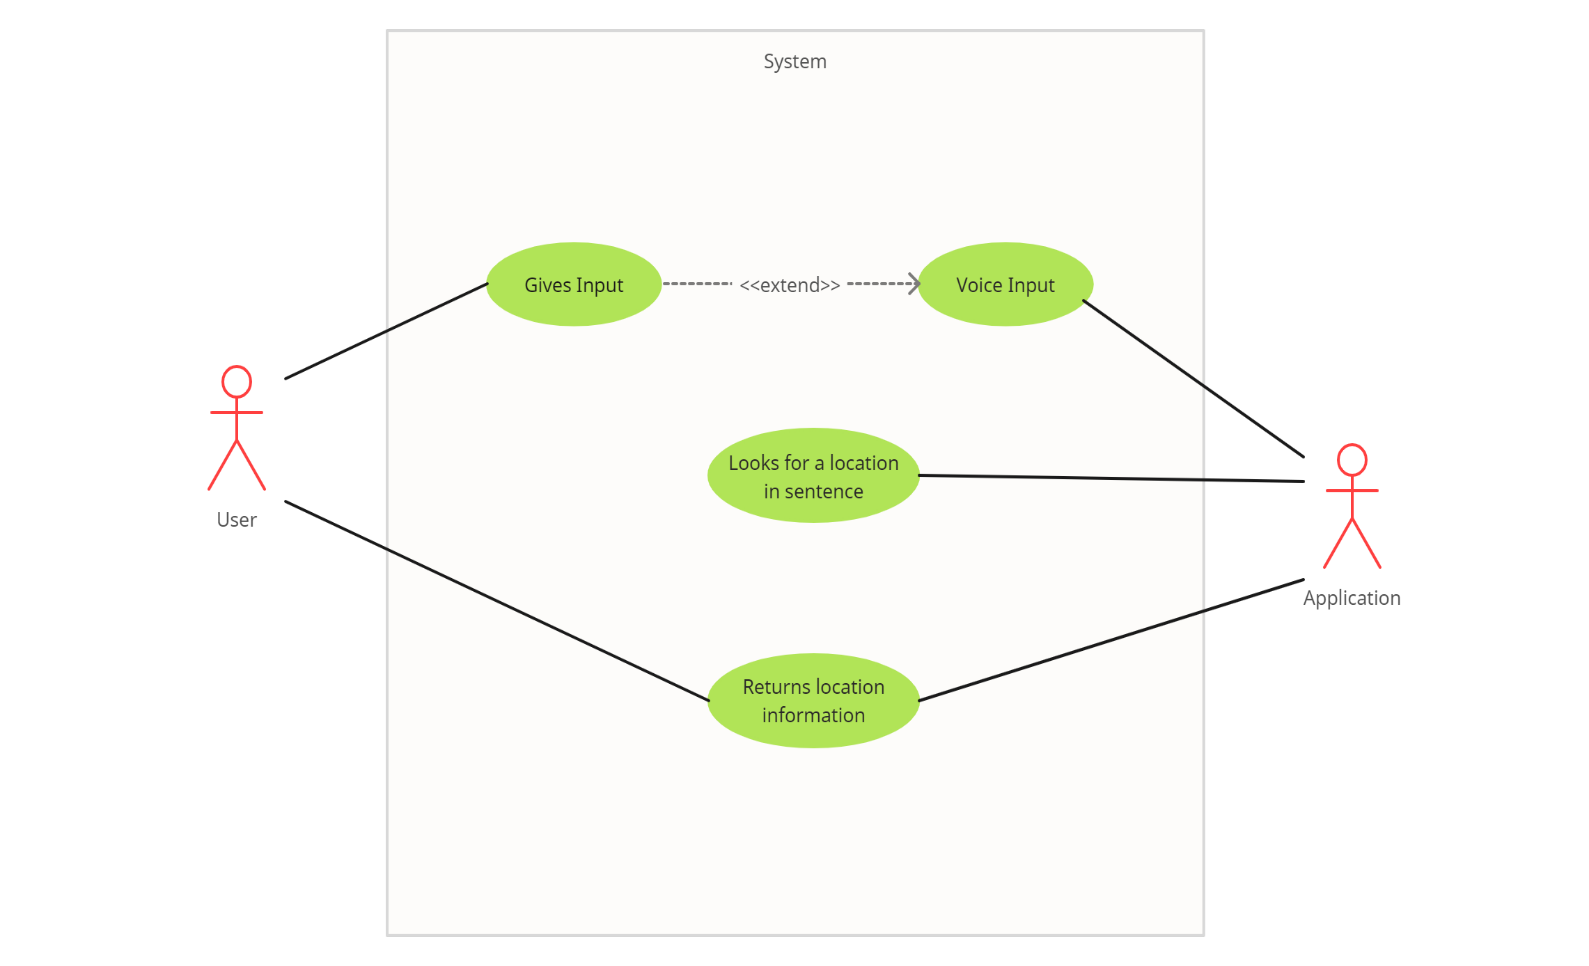 System
Gives Input
<<extend>>
Voice Input
Looks for a location
in sentence
User
Application
Returns location
information